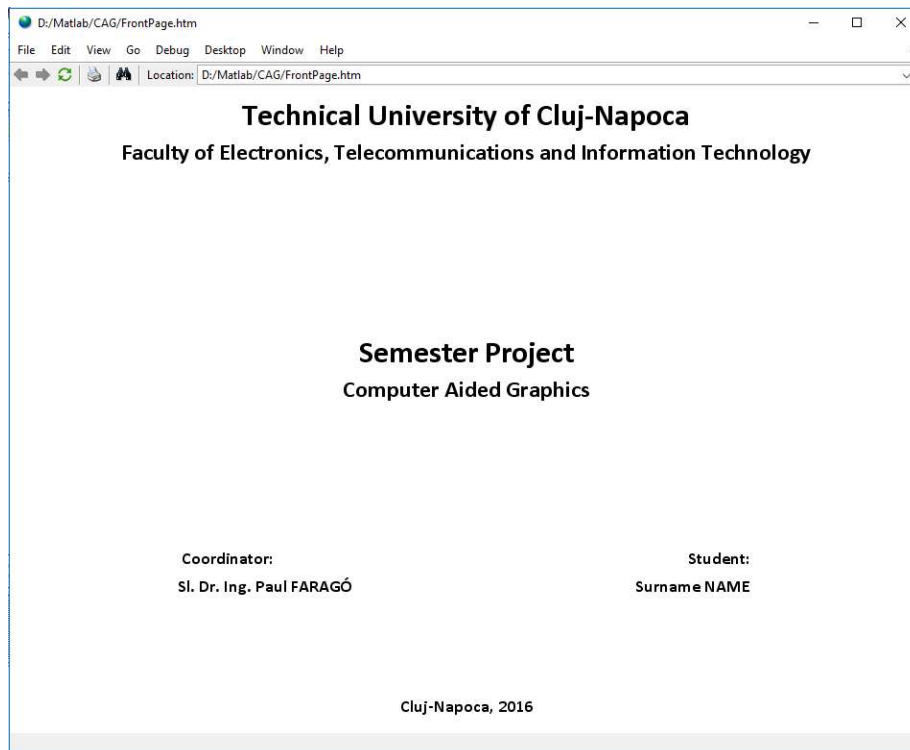 D:/Matlab/CAG/FrontPage.htm
File Edit View Go Debug Desktop Window Help
Location: D:/Matlab/CAG/FrontPage.htm
Technical University of Cluj-Napoca
Faculty of Electronics, Telecommunications and Information Technology
Semester Project
Computer Aided Graphics
Coordinator: Student:
Sl. Dr. Ing. Paul FARAGÓ Surname NAME
Cluj-Napoca, 2016